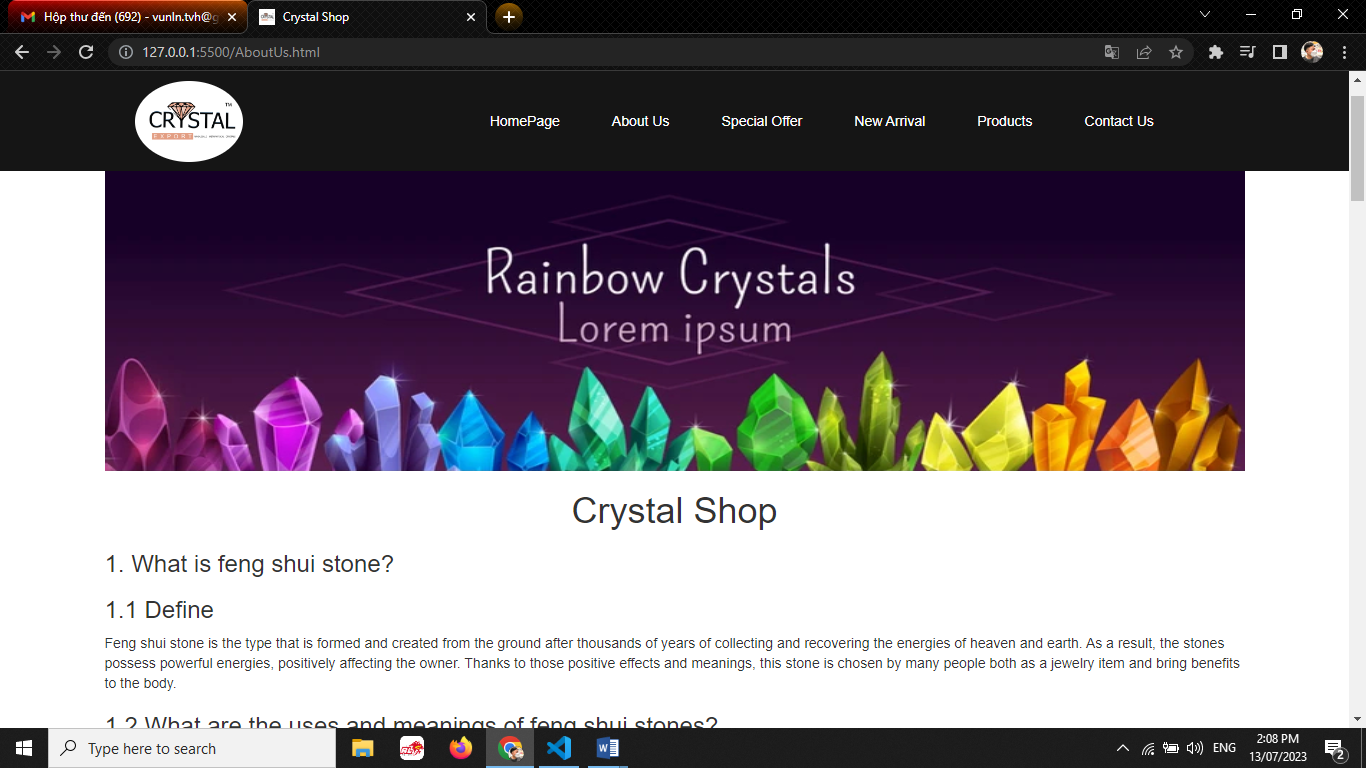 Hộp thư đến (692) - vunln.tvh@g
Crystal Shop
127.0.0.1:5500/AboutUs.html
CRYSTAL
TM
EXPORT
HomePage
About Us
Special Offer
New Arrival
Products
Contact Us
Rainbow Crystals
Lorem ipsum
Crystal Shop
1. What is feng shui stone?
1.1 Define
Feng shui stone is the type that is formed and created from the ground after thousands of years of collecting and recovering the energies of heaven and earth. As a result, the stones
possess powerful energies, positively affecting the owner. Thanks to those positive effects and meanings, this stone is chosen by many people both as a jewelry item and bring benefits
to the body.
1.2 What are the uses and meanings of feng shui stones?
Type here to search
ENG
2:08 PM
13/07/2023
2